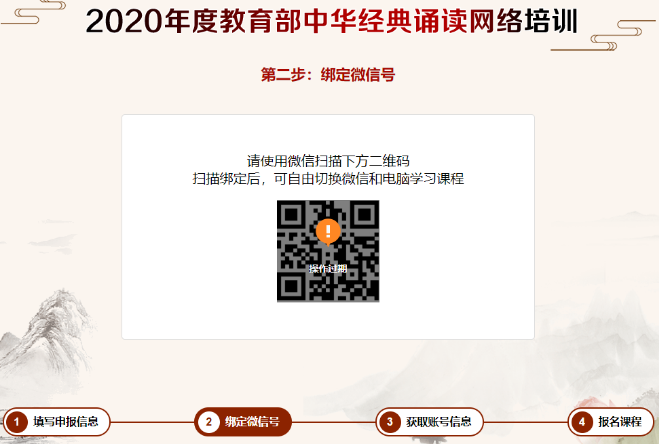 2020年度教育部中华经典诵读网络培训
第二步：绑定微信号
请使用微信扫描下方二维码
扫描绑定后，可自由切换微信和电脑学习课程
!
操作过期
1 填写申报信息
2 绑定微信号
3 获取账号信息
4 报名课程